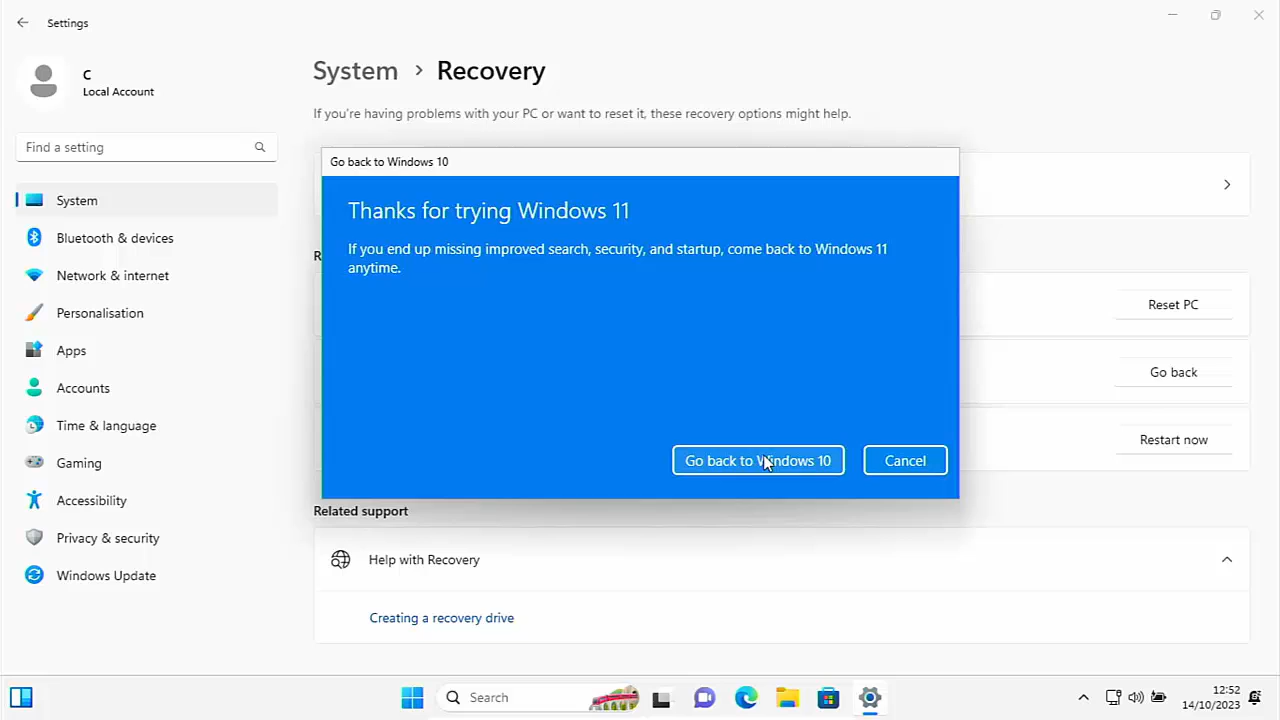 Settings
C
Local Account
Find a setting
System
Bluetooth & devices
Network & internet
Personalisation
Apps
Accounts
Time & language
Gaming
Accessibility
Privacy & security
Windows Update
System > Recovery
If you're having problems with your PC or want to reset it, these recovery options might help.
Go back to Windows 10
Thanks for trying Windows 11
If you end up missing improved search, security, and startup, come back to Windows 11
anytime.
Go back to Windows 10
Cancel
R
Reset PC
Go back
Restart now
Related support
Help with Recovery
Creating a recovery drive
Search
12:52
14/10/2023